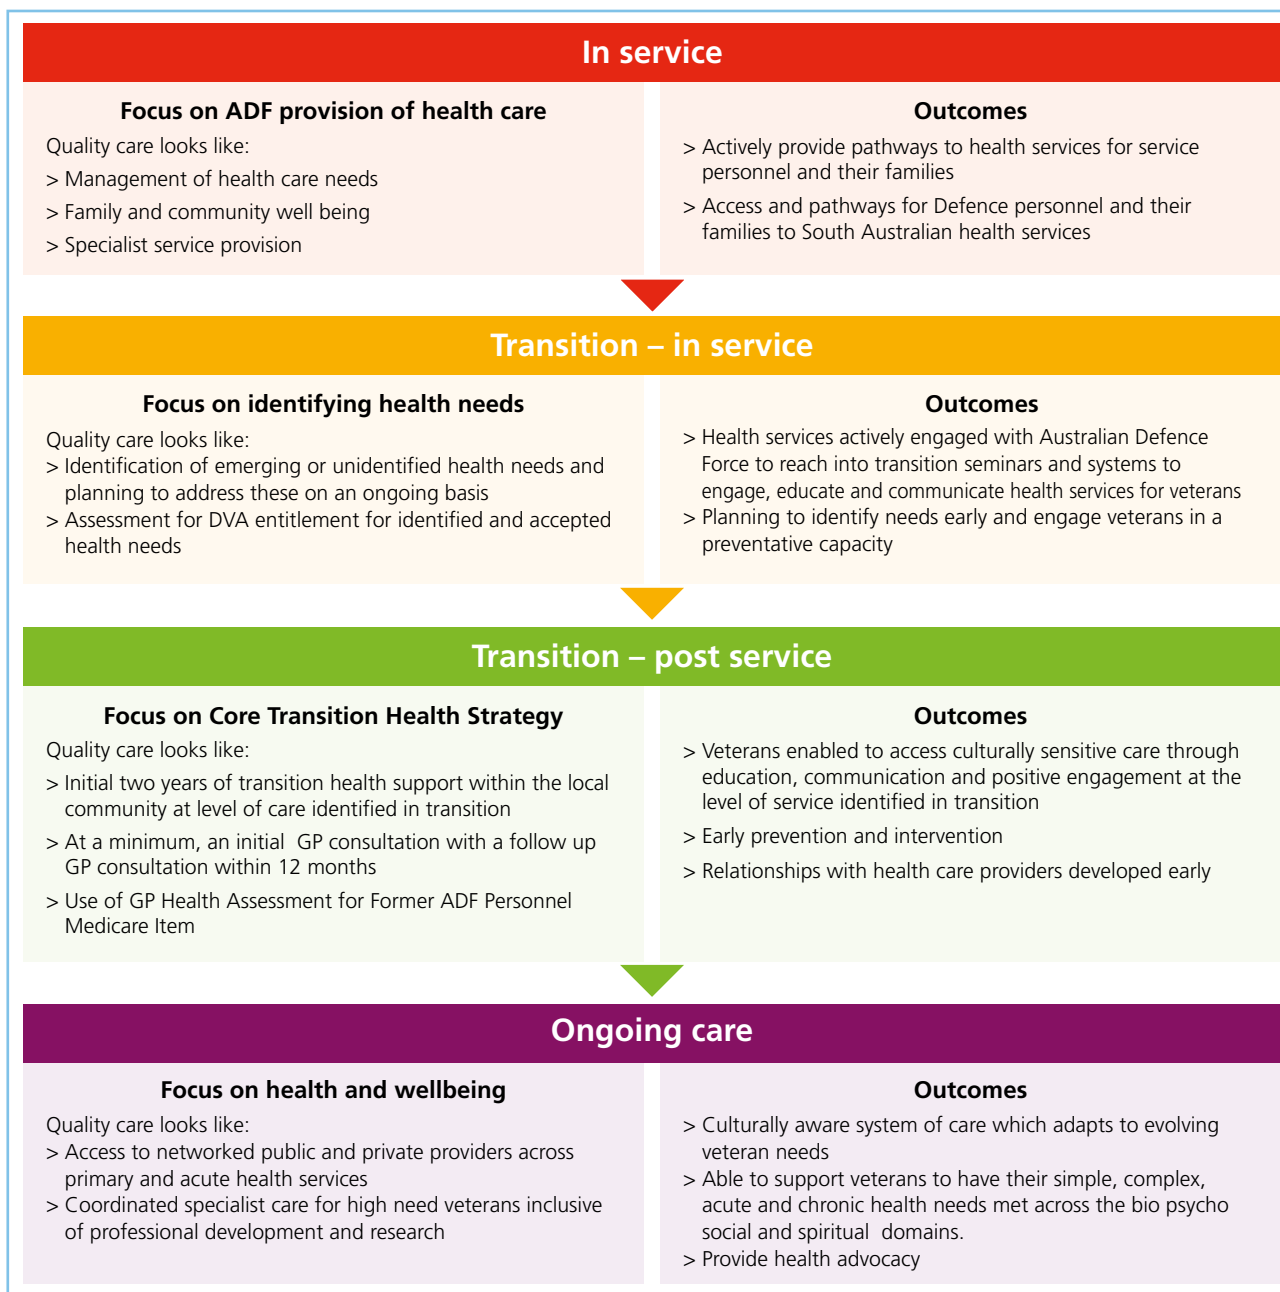 In service
Focus on ADF provision of health care
Quality care looks like:
> Management of health care needs
> Family and community well being
> Specialist service provision
Outcomes
> Actively provide pathways to health services for service
personnel and their families
> Access and pathways for Defence personnel and their
families to South Australian health services
Transition – in service
Focus on identifying health needs
Quality care looks like:
> Identification of emerging or unidentified health needs and
planning to address these on an ongoing basis
> Assessment for DVA entitlement for identified and accepted
health needs
Outcomes
> Health services actively engaged with Australian Defence
Force to reach into transition seminars and systems to
engage, educate and communicate health services for veterans
> Planning to identify needs early and engage veterans in a
preventative capacity
Transition – post service
Focus on Core Transition Health Strategy
Quality care looks like:
> Initial two years of transition health support within the local
community at level of care identified in transition
> At a minimum, an initial GP consultation with a follow up
GP consultation within 12 months
> Use of GP Health Assessment for Former ADF Personnel
Medicare Item
Outcomes
> Veterans enabled to access culturally sensitive care through
education, communication and positive engagement at the
level of service identified in transition
> Early prevention and intervention
> Relationships with health care providers developed early
Ongoing care
Focus on health and wellbeing
Quality care looks like:
> Access to networked public and private providers across
primary and acute health services
> Coordinated specialist care for high need veterans inclusive
of professional development and research
Outcomes
> Culturally aware system of care which adapts to evolving
veteran needs
> Able to support veterans to have their simple, complex,
acute and chronic health needs met across the bio psycho
social and spiritual domains.
> Provide health advocacy